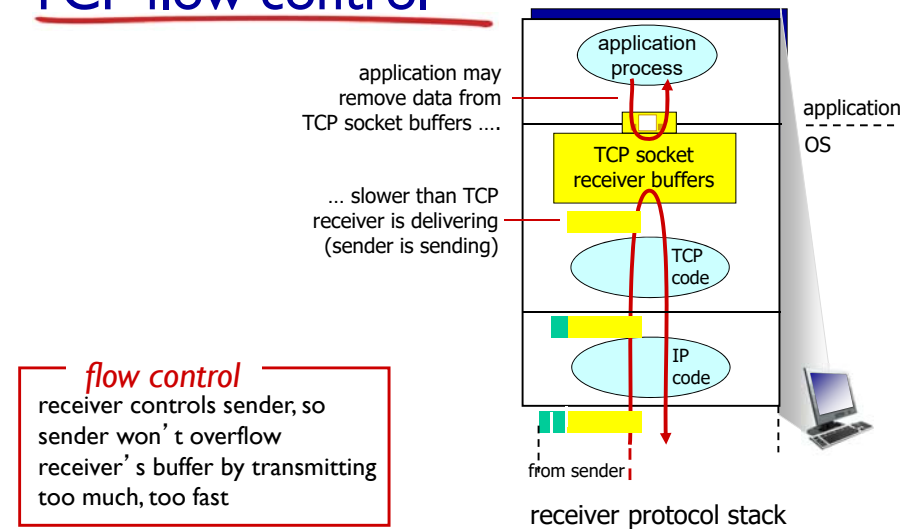 TCP flow control
application
process
application may
remove data from
TCP socket buffers ….
application
OS
TCP socket
receiver buffers
… slower than TCP
receiver is delivering
(sender is sending)
TCP
code
IP
code
flow control
receiver controls sender, so
sender won’ t overflow
receiver’ s buffer by transmitting
too much, too fast
from sender
receiver protocol stack